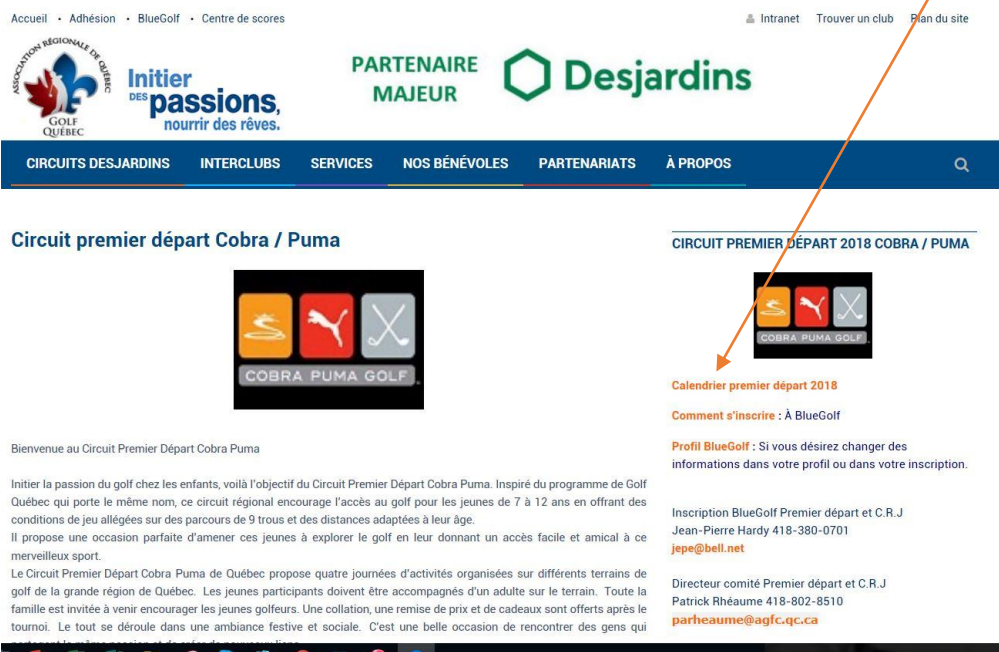 Accueil • Adhésion • BlueGolf • Centre de scores
Intranet Trouver un club Plan du site
ASSOCIATION RÉGIONALE DE QUÉBEC
GOLF
QUÉBEC
Initier
DES passions,
nourrir des rêves.
PARTENAIRE
MAJEUR
Desjardins
CIRCUITS DESJARDINS INTERCLUBS SERVICES NOS BÉNÉVOLES PARTENARIATS À PROPOS
Circuit premier départ Cobra / Puma
COBRA PUMA GOLF
Bienvenue au Circuit Premier Départ Cobra Puma
Initier la passion du golf chez les enfants, voilà l'objectif du Circuit Premier Départ Cobra Puma. Inspiré du programme de Golf
Québec qui porte le même nom, ce circuit régional encourage l'accès au golf pour les jeunes de 7 à 12 ans en offrant des
conditions de jeu allégées sur des parcours de 9 trous et des distances adaptées à leur âge.
Il propose une occasion parfaite d'amener ces jeunes à explorer le golf en leur donnant un accès facile et amical à ce
merveilleux sport.
Le Circuit Premier Départ Cobra Puma de Québec propose quatre journées d'activités organisées sur différents terrains de
golf de la grande région de Québec. Les jeunes participants doivent être accompagnés d'un adulte sur le terrain. Toute la
famille est invitée à venir encourager les jeunes golfeurs. Une collation, une remise de prix et de cadeaux sont offerts après le
tournoi. Le tout se déroule dans une ambiance festive et sociale. C'est une belle occasion de rencontrer des gens qui
CIRCUIT PREMIER DÉPART 2018 COBRA / PUMA
COBRA PUMA GOLF
Calendrier premier départ 2018
Comment s'inscrire : À BlueGolf
Profil BlueGolf : Si vous désirez changer des
informations dans votre profil ou dans votre inscription.
Inscription BlueGolf Premier départ et C.R.J
Jean-Pierre Hardy 418-380-0701
jepe@bell.net
Directeur comité Premier départ et C.R.J
Patrick Rhéaume 418-802-8510
parheaume@agfc.qc.ca